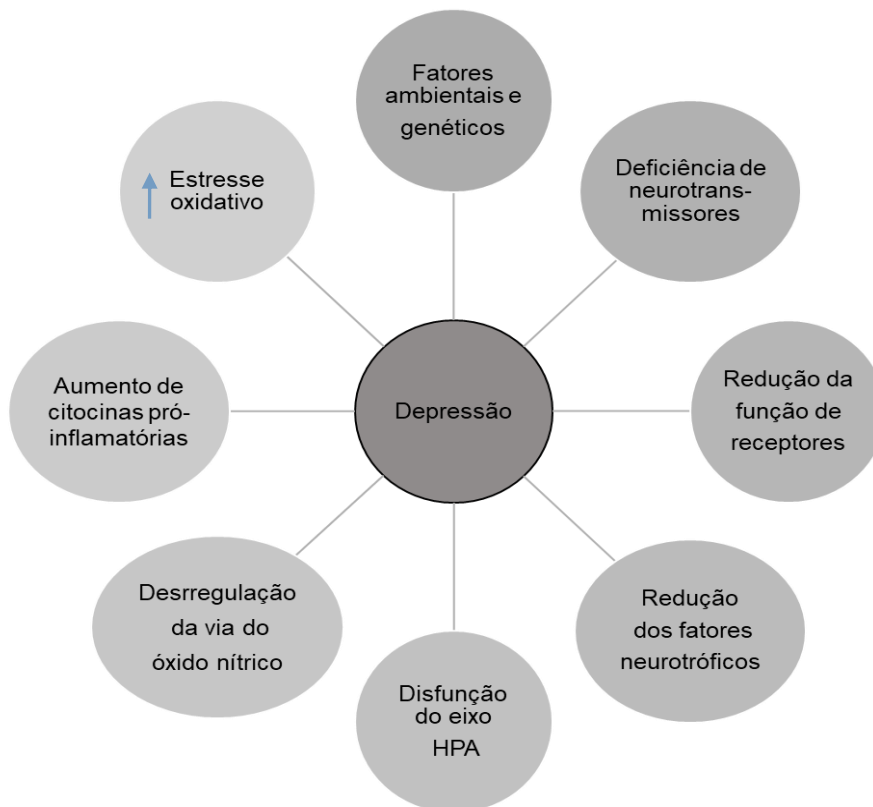 Fatores
ambientais e
genéticos
Deficiência de
neurotrans-
missores
Redução da
função de
receptores
Redução
dos fatores
neurotróficos
Disfunção
do eixo
HPA
Desrregulação
da via do
óxido nítrico
Aumento de
citocinas pró-
inflamatórias
Estresse
oxidativo
Depressão